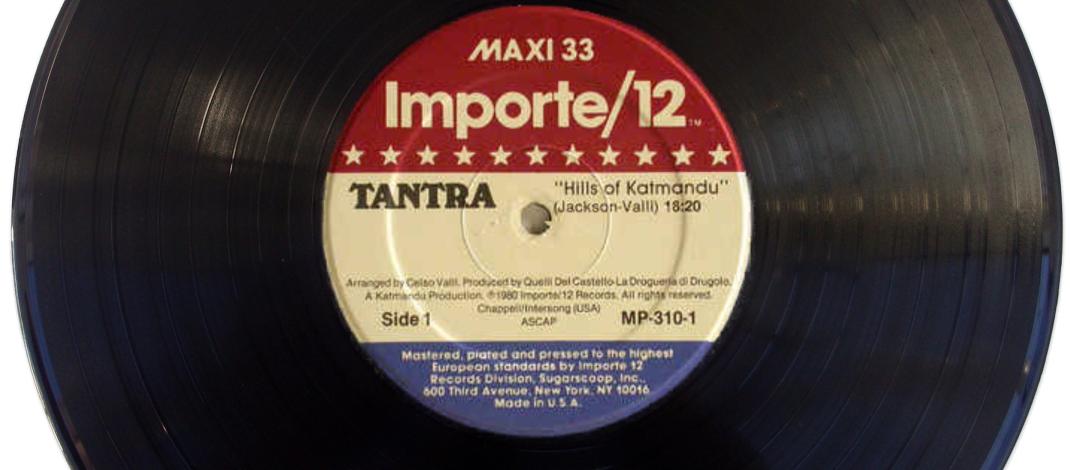 MAXI 33
Importe/12™
TANTRA
"Hills of Katmandu"
(Jackson-Valli) 18:20
Arranged by Celso Valli. Produced by Quelli Del Castello-La Drogueria di Drugolo.
A Katmandu Production. ℗1980 Importe/12 Records. All rights reserved.
Chappell/Intersong (USA)
ASCAP
Side 1
MP-310-1
Mastered, plated and pressed to the highest
European standards by Importe 12
Records Division, Sugarscoop, Inc.,
600 Third Avenue, New York, NY 10016
Made in U.S.A.